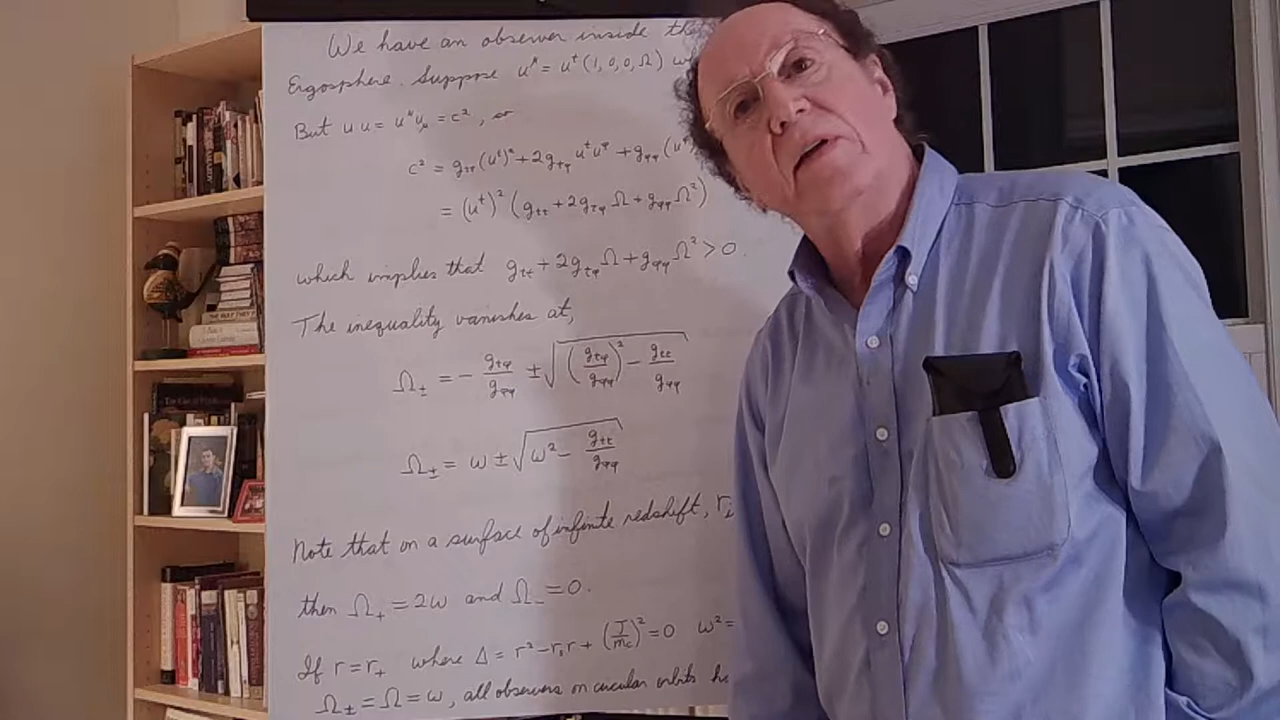 We have an observer inside the
Ergosphere. Suppose u^μ = u^t (1, 0, 0, Ω) w
But u u = u^μ u_μ = c², or
c² = g_tt (u^t)² + 2g_tφ u^t u^φ + g_φφ (u^φ
= (u^t)² (g_tt + 2g_tφ Ω + g_φφ Ω²)
which implies that g_tt + 2g_tφ Ω + g_φφ Ω² > 0.
The inequality vanishes at,
Ω_± = - g_tφ/g_φφ ± √((g_tφ/g_φφ)² - g_tt/g_φφ)
Ω_± = ω ± √(ω² - g_tt/g_φφ)
Note that on a surface of infinite redshift, r_i
then Ω_+ = 2ω and Ω_- = 0.
If r = r_+ where Δ = r² - r_s r + (J/mc)² = 0 ω² =
Ω_± = Ω = ω, all observers on circular orbits h